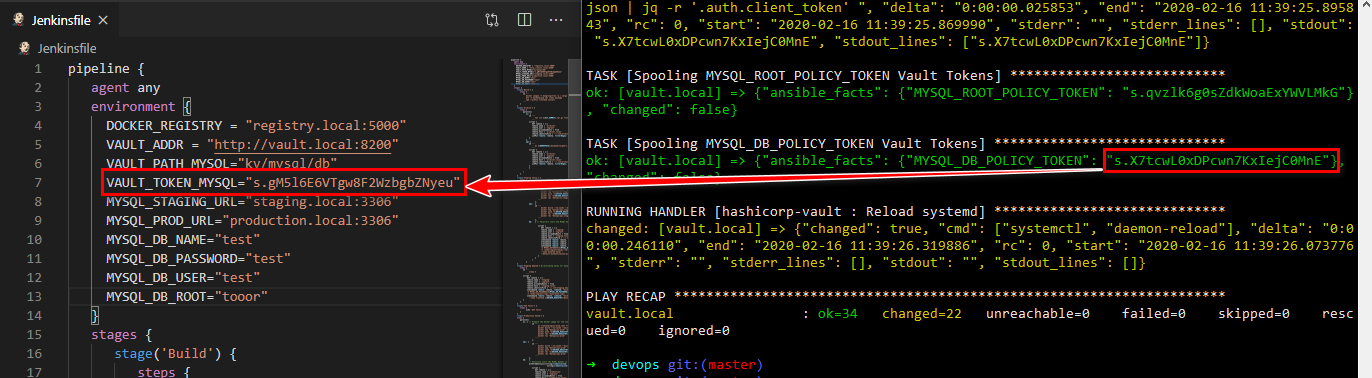 Jenkinsfile
Jenkinsfile
1 pipeline {
2 agent any
3 environment {
4 DOCKER_REGISTRY = "registry.local:5000"
5 VAULT_ADDR = "http://vault.local:8200"
6 VAULT_PATH_MYSQL="kv/mysql/db"
7 VAULT_TOKEN_MYSQL="s.gM5l6E6VTgw8F2WzbgbZNyeu"
8 MYSQL_STAGING_URL="staging.local:3306"
9 MYSQL_PROD_URL="production.local:3306"
10 MYSQL_DB_NAME="test"
11 MYSQL_DB_PASSWORD="test"
12 MYSQL_DB_USER="test"
13 MYSQL_DB_ROOT="tooor"
14 }
15 stages {
16 stage('Build') {
17 steps {
json | jq -r '.auth.client_token' ", "delta": "0:00:00.025853", "end": "2020-02-16 11:39:25.8958
43", "rc": 0, "start": "2020-02-16 11:39:25.869990", "stderr": "", "stderr_lines": [], "stdout":
"s.X7tcwL0xDPcwn7KxIejC0MnE", "stdout_lines": ["s.X7tcwL0xDPcwn7KxIejC0MnE"]}
TASK [Spooling MYSQL_ROOT_POLICY_TOKEN Vault Tokens] ***************************
ok: [vault.local] => {"ansible_facts": {"MYSQL_ROOT_POLICY_TOKEN": "s.qvzlk6g0sZdkWoaExYWVLMkG"}
, "changed": false}
TASK [Spooling MYSQL_DB_POLICY_TOKEN Vault Tokens] *****************************
ok: [vault.local] => {"ansible_facts": {"MYSQL_DB_POLICY_TOKEN": "s.X7tcwL0xDPcwn7KxIejC0MnE"},
"changed": false}
RUNNING HANDLER [hashicorp-vault : Reload systemd] *****************************
changed: [vault.local] => {"changed": true, "cmd": ["systemctl", "daemon-reload"], "delta": "0:0
0:00.246110", "end": "2020-02-16 11:39:26.319886", "rc": 0, "start": "2020-02-16 11:39:26.073776
", "stderr": "", "stderr_lines": [], "stdout": "", "stdout_lines": []}
PLAY RECAP *********************************************************************
vault.local : ok=34 changed=22 unreachable=0 failed=0 skipped=0 resc
ued=0 ignored=0
➜ devops git:(master)